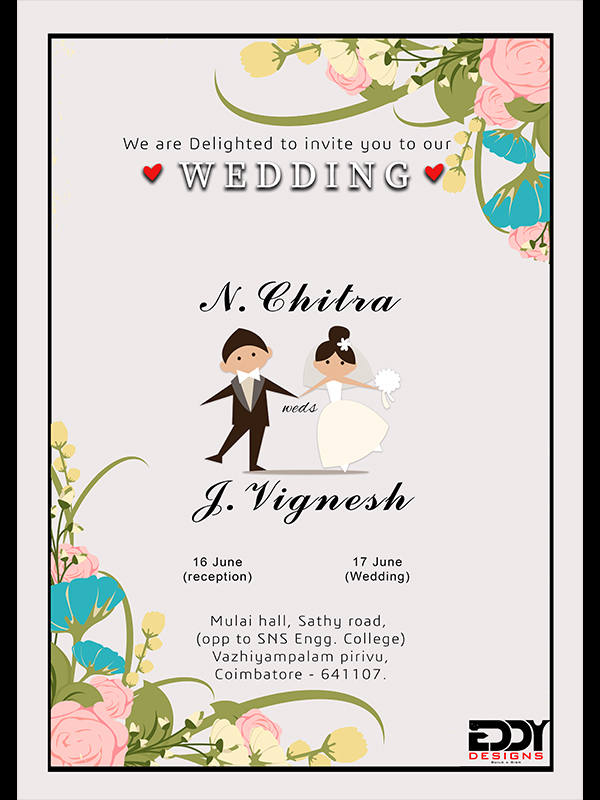 We are Delighted to invite you to our
WEDDING
N. Chitra
weds
J. Vignesh
16 June
(reception)
17 June
(Wedding)
Mulai hall, Sathy road,
(opp to SNS Engg. College)
Vazhiyampalam pirivu,
Coimbatore - 641107.
EDDY
DESIGNS